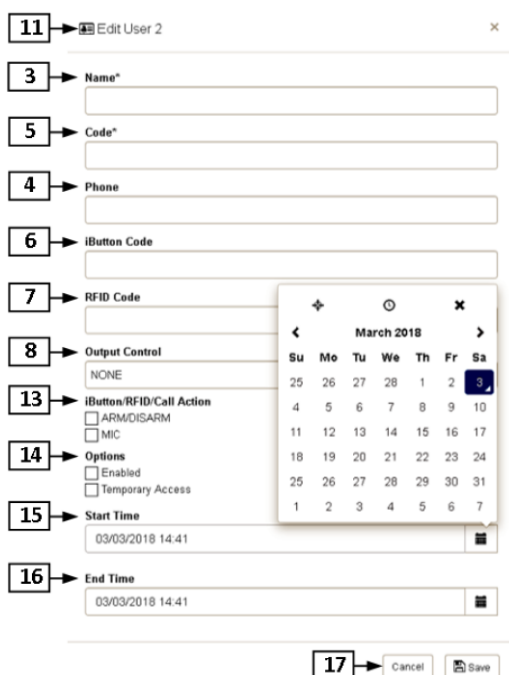 11 Edit User 2 ×
3 Name*
5 Code*
4 Phone
6 iButton Code
7 RFID Code
8 Output Control
NONE
13 iButton/RFID/Call Action
ARM/DISARM
MIC
14 Options
Enabled
Temporary Access
15 Start Time
03/03/2018 14:41
16 End Time
03/03/2018 14:41
17 Cancel Save
March 2018
Su Mo Tu We Th Fr Sa
25 26 27 28 1 2 3
4 5 6 7 8 9 10
11 12 13 14 15 16 17
18 19 20 21 22 23 24
25 26 27 28 29 30 31
1 2 3 4 5 6 7